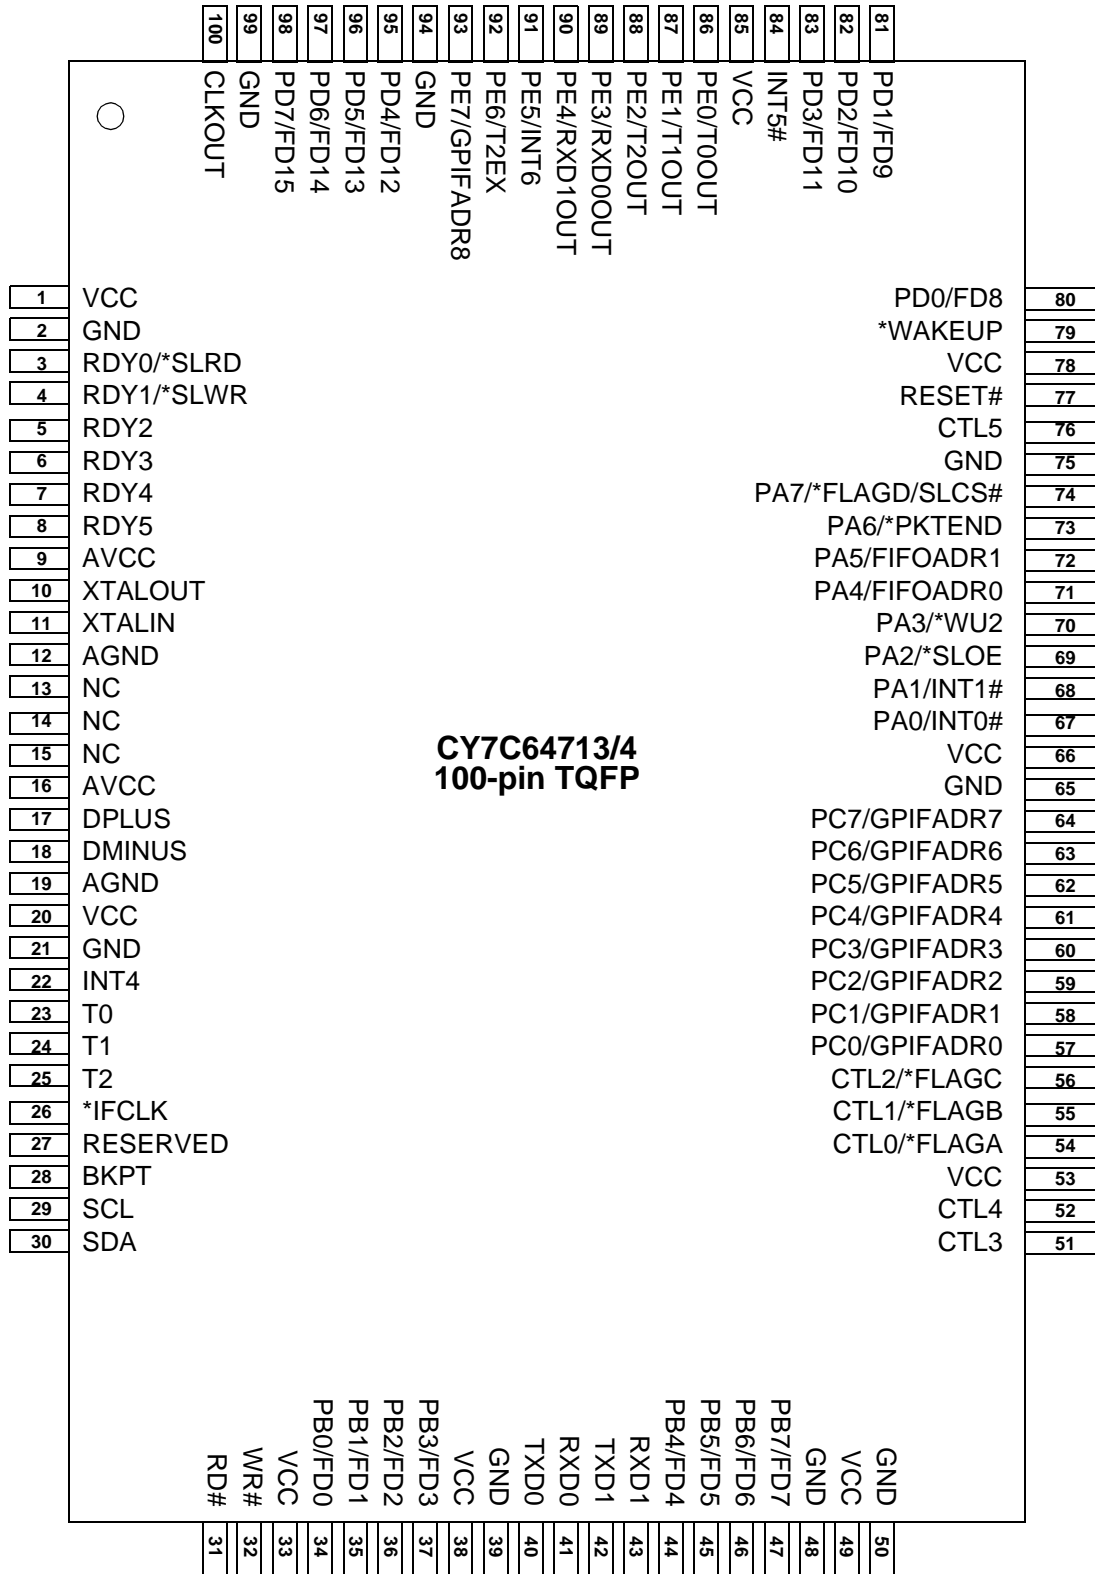 100 99 98 97 96 95 94 93 92 91 90 89 88 87 86 85 84 83 82 81
CLKOUT
GND
PD7/FD15
PD6/FD14
PD5/FD13
PD4/FD12
GND
PE7/GPIFADR8
PE6/T2EX
PE5/INT6
PE4/RXD1OUT
PE3/RXD0OUT
PE2/T2OUT
PE1/T1OUT
PE0/T0OUT
VCC
INT5#
PD3/FD11
PD2/FD10
PD1/FD9
1 VCC
2 GND
3 RDY0/*SLRD
4 RDY1/*SLWR
5 RDY2
6 RDY3
7 RDY4
8 RDY5
9 AVCC
10 XTALOUT
11 XTALIN
12 AGND
13 NC
14 NC
15 NC
16 AVCC
17 DPLUS
18 DMINUS
19 AGND
20 VCC
21 GND
22 INT4
23 T0
24 T1
25 T2
26 *IFCLK
27 RESERVED
28 BKPT
29 SCL
30 SDA
CY7C64713/4
100-pin TQFP
PD0/FD8 80
*WAKEUP 79
VCC 78
RESET# 77
CTL5 76
GND 75
PA7/*FLAGD/SLCS# 74
PA6/*PKTEND 73
PA5/FIFOADR1 72
PA4/FIFOADR0 71
PA3/*WU2 70
PA2/*SLOE 69
PA1/INT1# 68
PA0/INT0# 67
VCC 66
GND 65
PC7/GPIFADR7 64
PC6/GPIFADR6 63
PC5/GPIFADR5 62
PC4/GPIFADR4 61
PC3/GPIFADR3 60
PC2/GPIFADR2 59
PC1/GPIFADR1 58
PC0/GPIFADR0 57
CTL2/*FLAGC 56
CTL1/*FLAGB 55
CTL0/*FLAGA 54
VCC 53
CTL4 52
CTL3 51
RD#
WR#
VCC
PB0/FD0
PB1/FD1
PB2/FD2
PB3/FD3
VCC
GND
TXD0
RXD0
TXD1
RXD1
PB4/FD4
PB5/FD5
PB6/FD6
PB7/FD7
GND
VCC
GND
31 32 33 34 35 36 37 38 39 40 41 42 43 44 45 46 47 48 49 50